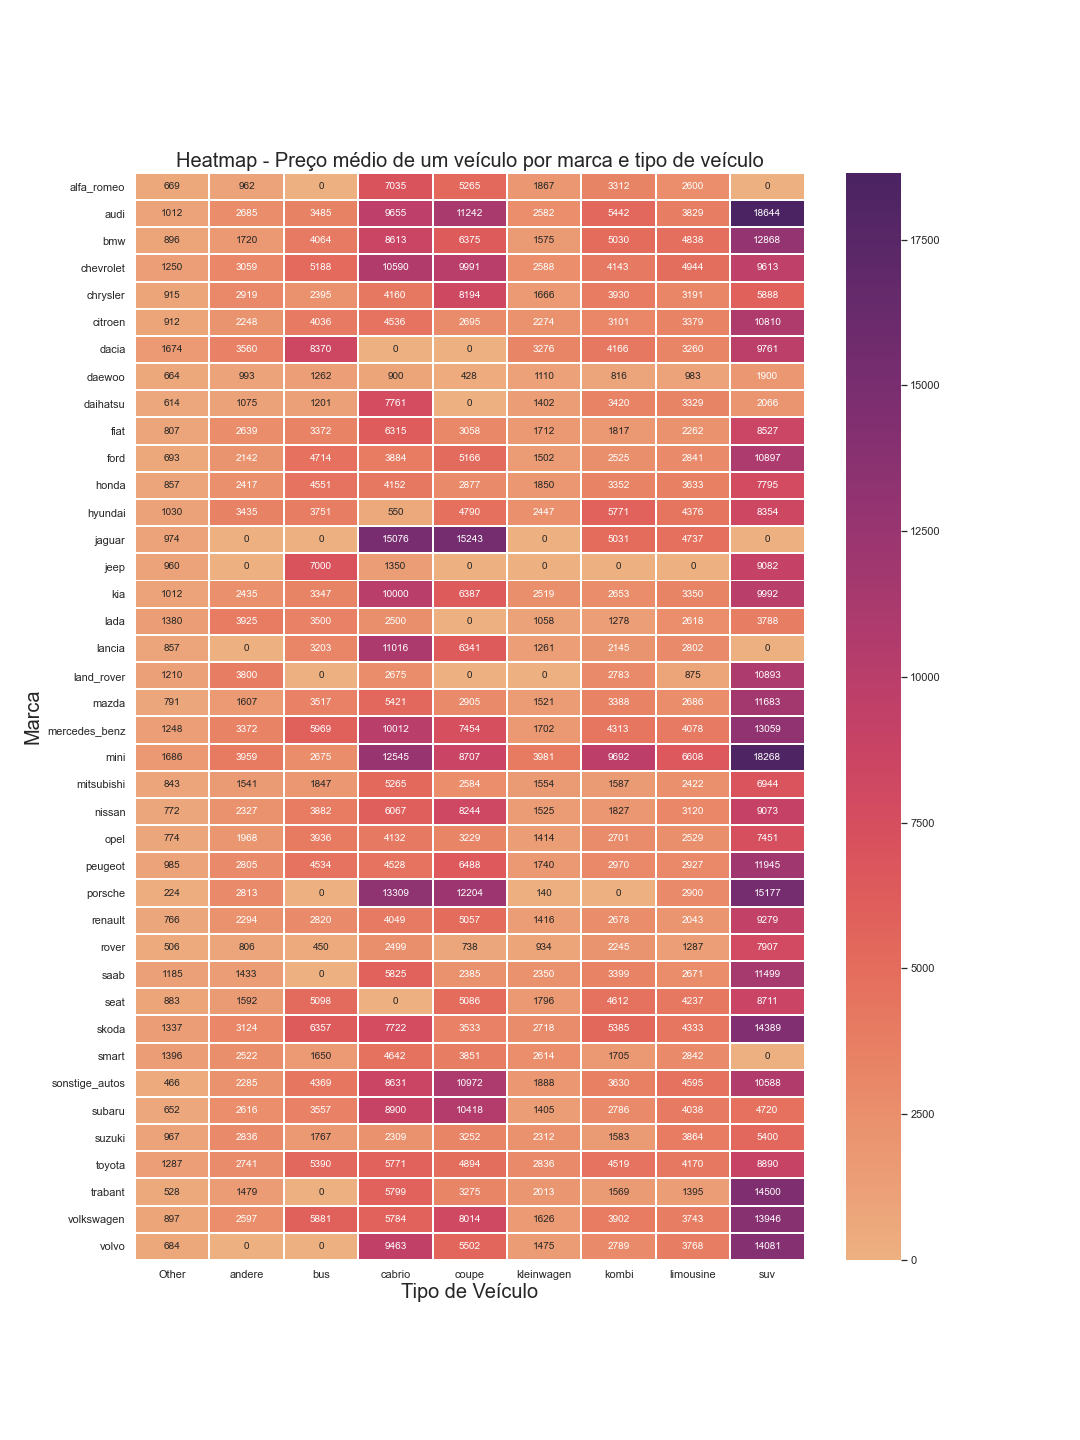 Heatmap - Preço médio de um veículo por marca e tipo de veículo
alfa_romeo 669 962 0 7035 5265 1867 3312 2600 0
audi 1012 2685 3485 9655 11242 2582 5442 3829 18644
bmw 896 1720 4064 8613 6375 1575 5030 4838 12868
chevrolet 1250 3059 5188 10590 9991 2588 4143 4944 9613
chrysler 915 2919 2395 4160 8194 1666 3930 3191 5888
citroen 912 2248 4036 4536 2695 2274 3101 3379 10810
dacia 1674 3560 8370 0 0 3276 4166 3260 9761
daewoo 664 993 1262 900 428 1110 816 983 1900
daihatsu 614 1075 1201 7761 0 1402 3420 3329 2066
fiat 807 2639 3372 6315 3058 1712 1817 2262 8527
ford 693 2142 4714 3884 5166 1502 2525 2841 10897
honda 857 2417 4551 4152 2877 1850 3352 3633 7795
hyundai 1030 3435 3751 550 4790 2447 5771 4376 8354
jaguar 974 0 0 15076 15243 0 5031 4737 0
jeep 960 0 7000 1350 0 0 0 0 9082
kia 1012 2435 3347 10000 6387 2519 2653 3350 9992
lada 1380 3925 3500 2500 0 1058 1278 2618 3788
lancia 857 0 3203 11016 6341 1261 2145 2802 0
land_rover 1210 3800 0 2675 0 0 2783 875 10893
mazda 791 1607 3517 5421 2905 1521 3388 2686 11683
mercedes_benz 1248 3372 5969 10012 7454 1702 4313 4078 13059
mini 1686 3959 2675 12545 8707 3981 9692 6608 18268
mitsubishi 843 1541 1847 5265 2584 1554 1587 2422 6944
nissan 772 2327 3882 6067 8244 1525 1827 3120 9073
opel 774 1968 3936 4132 3229 1414 2701 2529 7451
peugeot 985 2805 4534 4528 6488 1740 2970 2927 11945
porsche 224 2813 0 13309 12204 140 0 2900 15177
renault 766 2294 2820 4049 5057 1416 2678 2043 9279
rover 506 806 450 2499 738 934 2245 1287 7907
saab 1185 1433 0 5825 2385 2350 3399 2671 11499
seat 883 1592 5098 0 5086 1796 4612 4237 8711
skoda 1337 3124 6357 7722 3533 2718 5385 4333 14389
smart 1396 2522 1650 4642 3851 2614 1705 2842 0
sonstige_autos 466 2285 4369 8631 10972 1888 3630 4595 10588
subaru 652 2616 3557 8900 10418 1405 2786 4038 4720
suzuki 967 2836 1767 2309 3252 2312 1583 3864 5400
toyota 1287 2741 5390 5771 4894 2836 4519 4170 8890
trabant 528 1479 0 5799 3275 2013 1569 1395 14500
volkswagen 897 2597 5881 5784 8014 1626 3902 3743 13946
volvo 684 0 0 9463 5502 1475 2789 3768 14081
Other andere bus cabrio coupe kleinwagen kombi limousine suv
Tipo de Veículo
Marca
17500
15000
12500
10000
7500
5000
2500
0